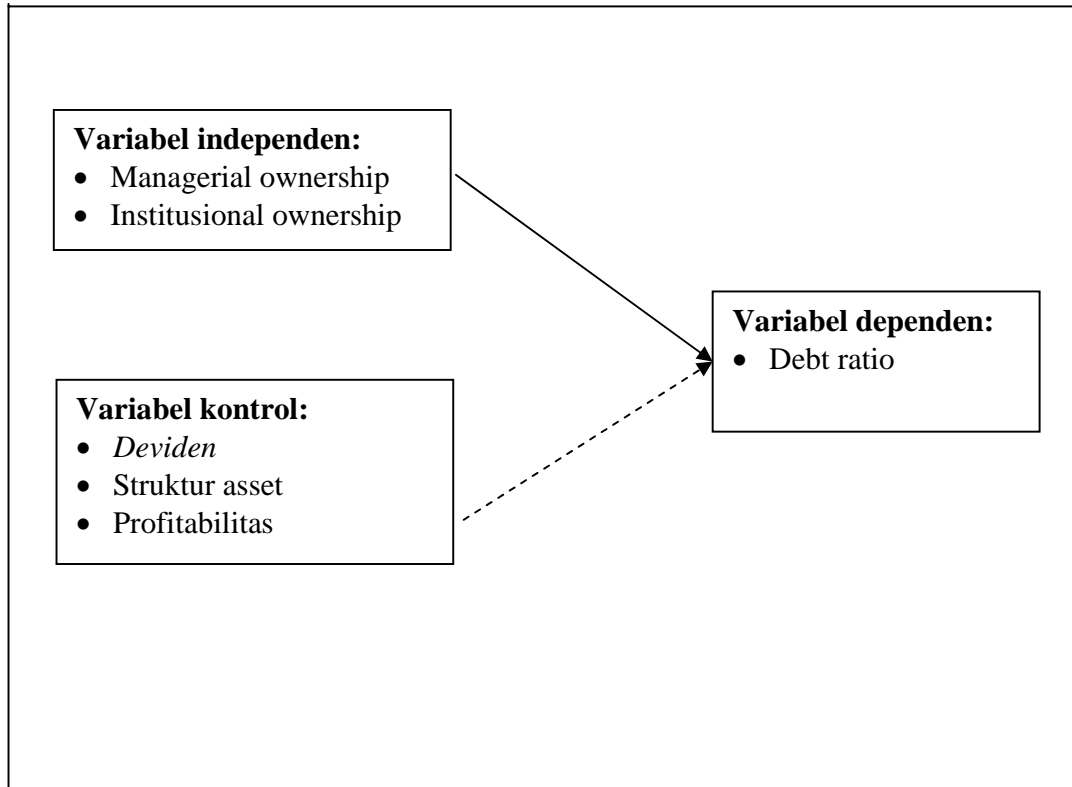 Variabel independen:
• Managerial ownership
• Institusional ownership
Variabel dependen:
• Debt ratio
Variabel kontrol:
• Deviden
• Struktur asset
• Profitabilitas